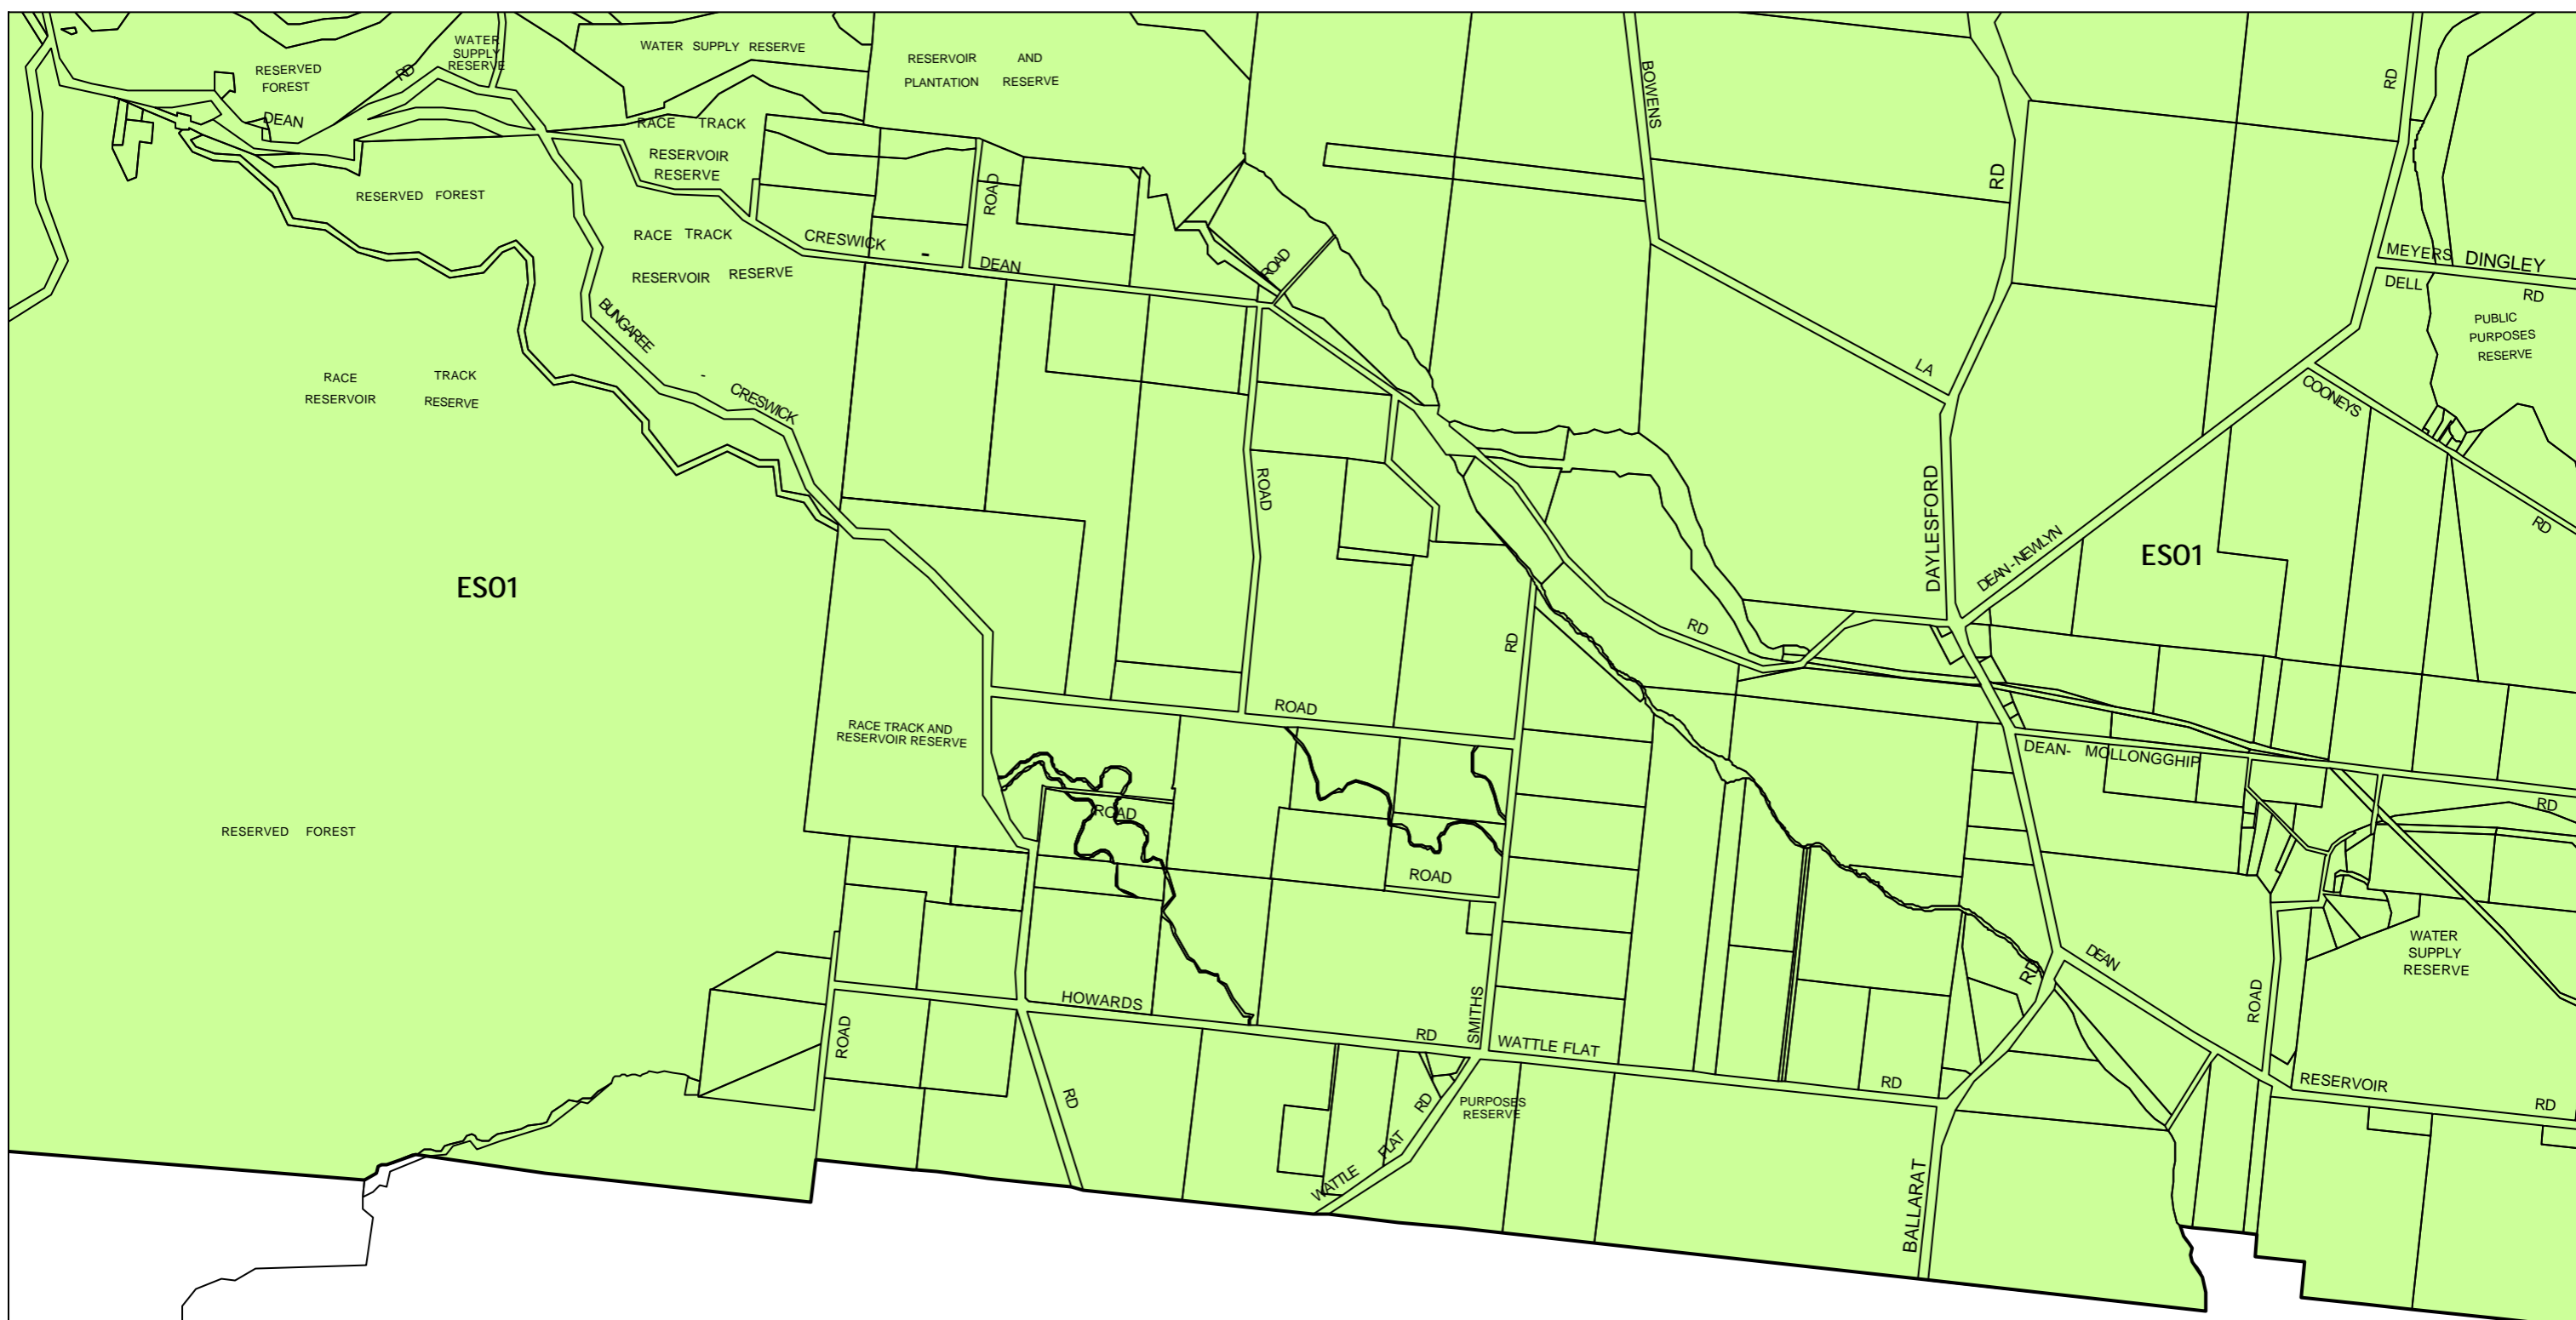 WATER
SUPPLY
RESERVE
WATER SUPPLY RESERVE
RESERVOIR AND
PLANTATION RESERVE
RESERVED
FOREST
RD
DEAN
BOWENS
RD
RD
RACE TRACK
RESERVOIR
RESERVE
RESERVED FOREST
ROAD
RACE TRACK
RESERVOIR RESERVE
CRESWICK - DEAN
ROAD
MEYERS
DINGLEY
DELL
RD
PUBLIC
PURPOSES
RESERVE
BUNGAREE - CRESWICK
RACE TRACK
RESERVOIR RESERVE
LA
COONEYS
RD
ROAD
DAYLESFORD
DEAN-NEWLYN
ESO1
ESO1
RD
RD
ROAD
RACE TRACK AND
RESERVOIR RESERVE
DEAN- MOLLONGGHIP
RD
RESERVED FOREST
ROAD
ROAD
WATER
SUPPLY
RESERVE
DEAN
RD
ROAD
HOWARDS
RD
SMITHS
WATTLE FLAT
RD
ROAD
RD
RESERVOIR
RD
PURPOSES
RESERVE
WATTLE FLAT RD
BALLARAT